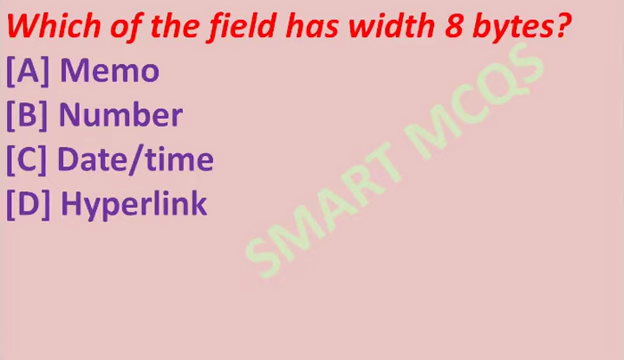 Which of the field has width 8 bytes?
[A] Memo
[B] Number
[C] Date/time
[D] Hyperlink
SMART MCQS